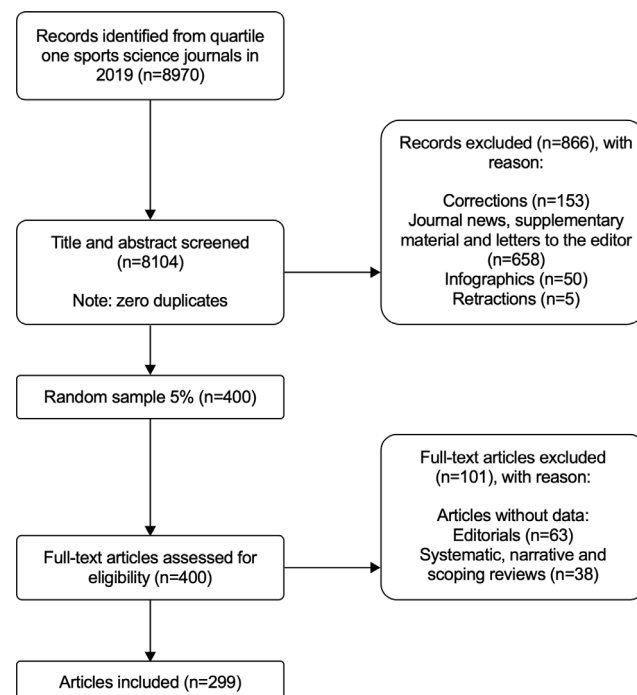 Records identified from quartile
one sports science journals in
2019 (n=8970)
Records excluded (n=866), with
reason:
Corrections (n=153)
Journal news, supplementary
material and letters to the editor
(n=658)
Infographics (n=50)
Retractions (n=5)
Title and abstract screened
(n=8104)
Note: zero duplicates
Random sample 5% (n=400)
Full-text articles excluded
(n=101), with reason:
Articles without data:
Editorials (n=63)
Systematic, narrative and
scoping reviews (n=38)
Full-text articles assessed for
eligibility (n=400)
Articles included (n=299)